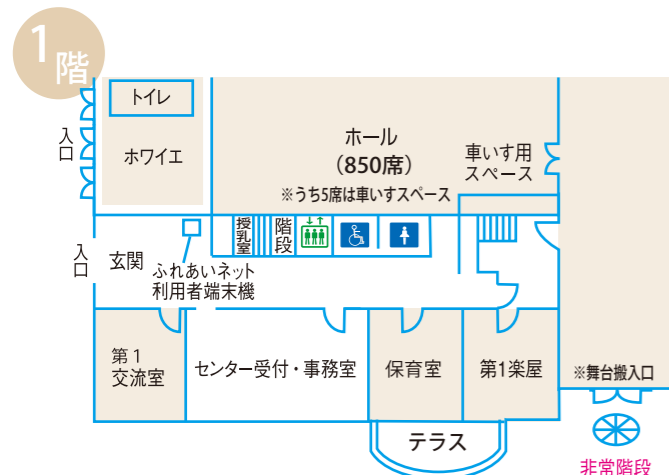 1階
トイレ
入口
ホワイエ
ホール
（850席）
※うち5席は車いすスペース
車いす用
スペース
授乳室
階段
入口
玄関
ふれあいネット
利用者端末機
第1
交流室
センター受付・事務室
保育室
第1楽屋
※舞台搬入口
テラス
非常階段